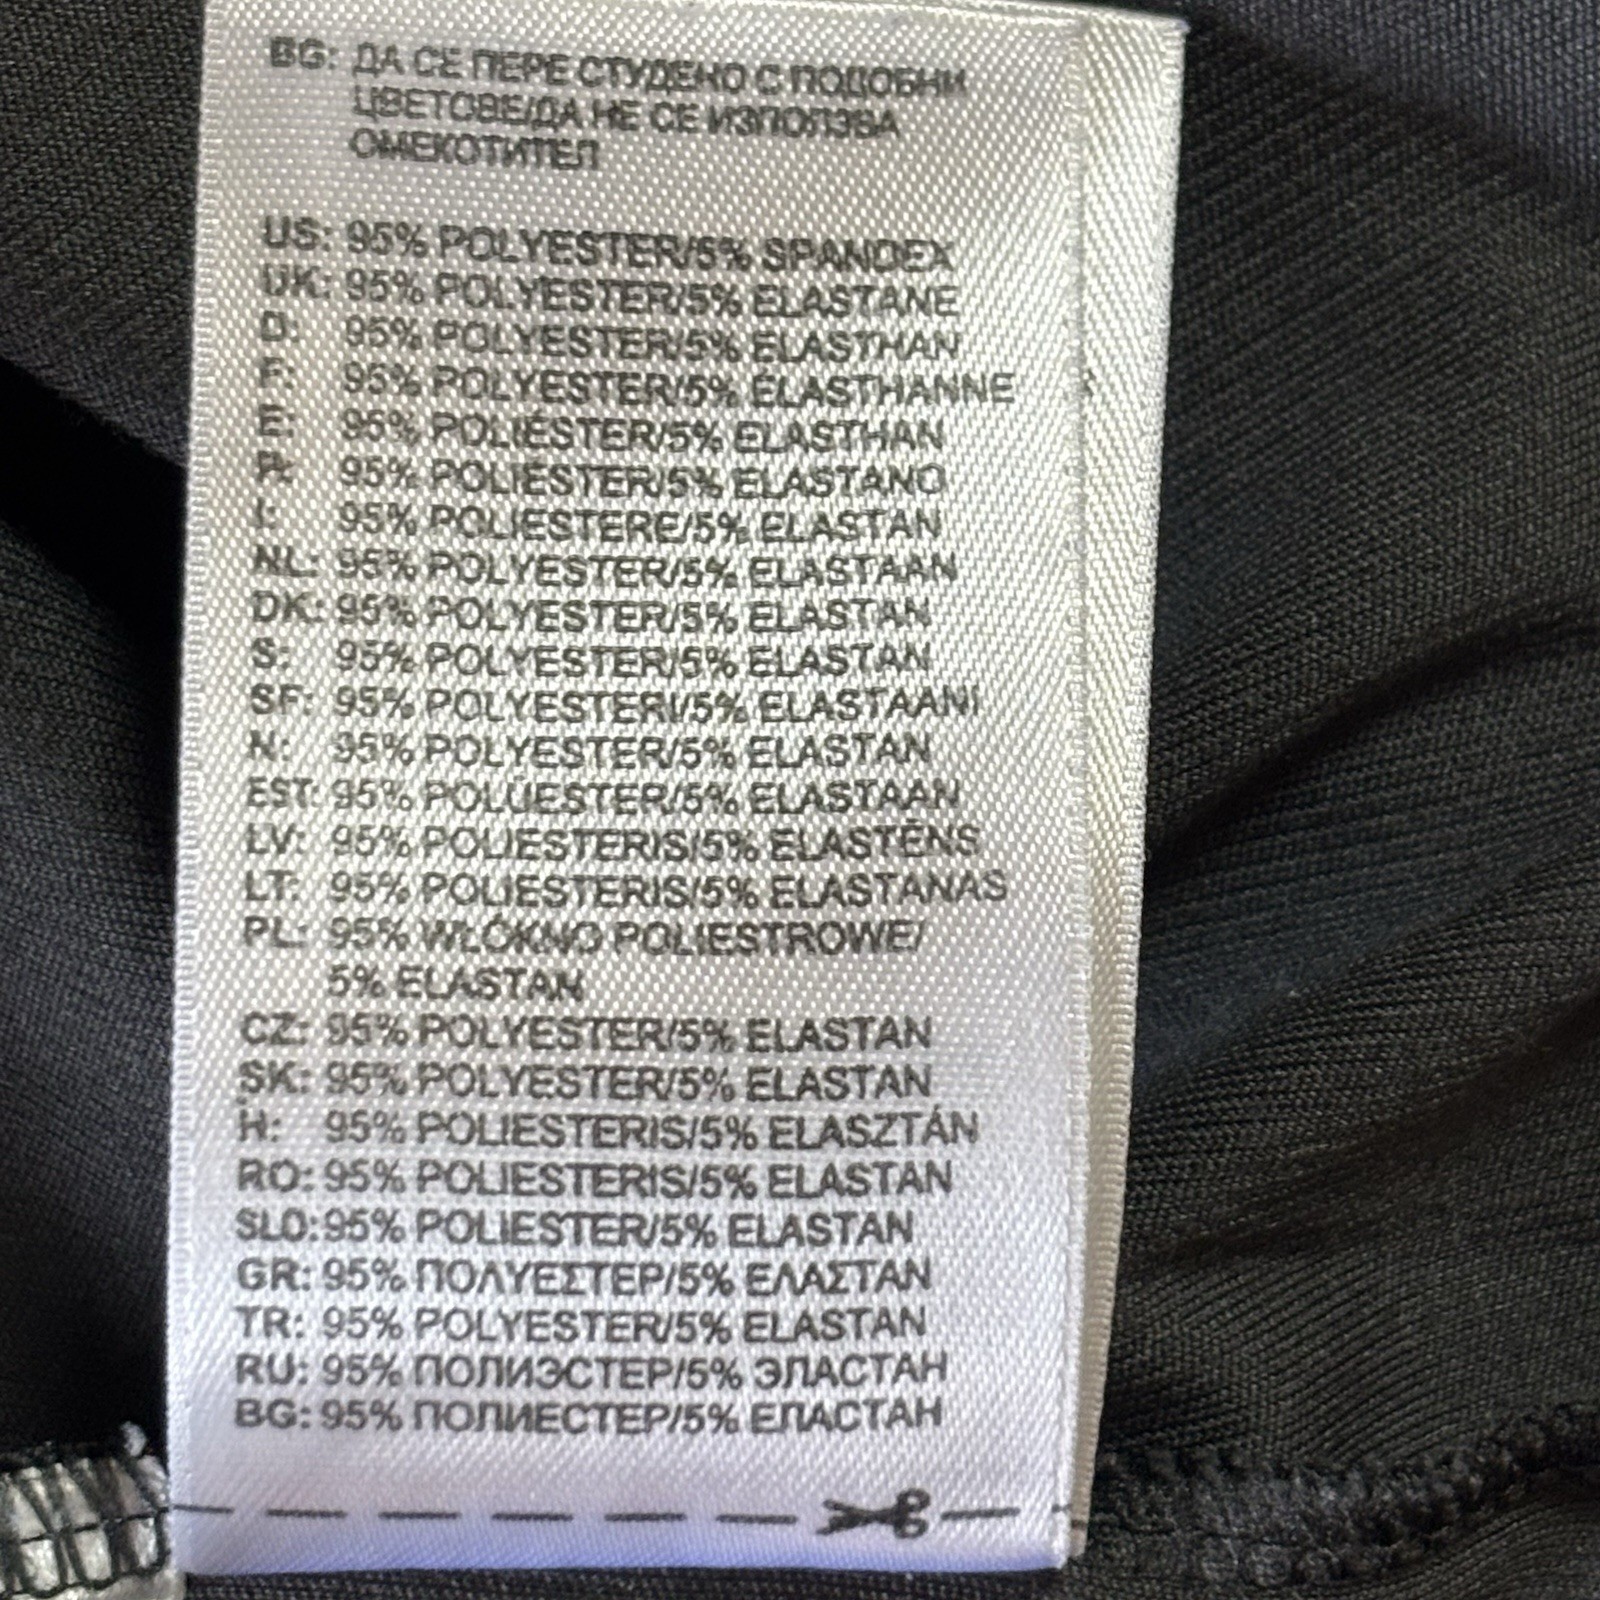 BG: ДА СЕ ПЕРЕ СТУДЕНО С ПОДОБНИ
ЦВЕТОВЕ/ДА НЕ СЕ ИЗПОЛЗВА
ОМЕКОТИТЕЛ
US: 95% POLYESTER/5% SPANDEX
UK: 95% POLYESTER/5% ELASTANE
D: 95% POLYESTER/5% ELASTHAN
F: 95% POLYESTER/5% ELASTHANNE
E: 95% POLIÉSTER/5% ELASTHAN
P: 95% POLIÉSTER/5% ELASTANO
I: 95% POLIESTERE/5% ELASTAN
NL: 95% POLYESTER/5% ELASTAAN
DK: 95% POLYESTER/5% ELASTAN
S: 95% POLYESTER/5% ELASTAN
SF: 95% POLYESTERI/5% ELASTAANI
N: 95% POLYESTER/5% ELASTAN
EST: 95% POLÜESTER/5% ELASTAAN
LV: 95% POLIESTERIS/5% ELASTĒNS
LT: 95% POLIESTERIS/5% ELASTANAS
PL: 95% WŁÓKNO POLIESTROWE/
5% ELASTAN
CZ: 95% POLYESTER/5% ELASTAN
SK: 95% POLYESTER/5% ELASTAN
H: 95% POLIESTERIS/5% ELASZTÁN
RO: 95% POLIESTERIS/5% ELASTAN
SLO: 95% POLIESTER/5% ELASTAN
GR: 95% ΠΟΛΥΕΣΤΕΡ/5% ΕΛΑΣΤΑΝ
TR: 95% POLYESTER/5% ELASTAN
RU: 95% ПОЛИЭСТЕР/5% ЭЛАСТАН
BG: 95% ПОЛИЕСТЕР/5% ЕЛАСТАН